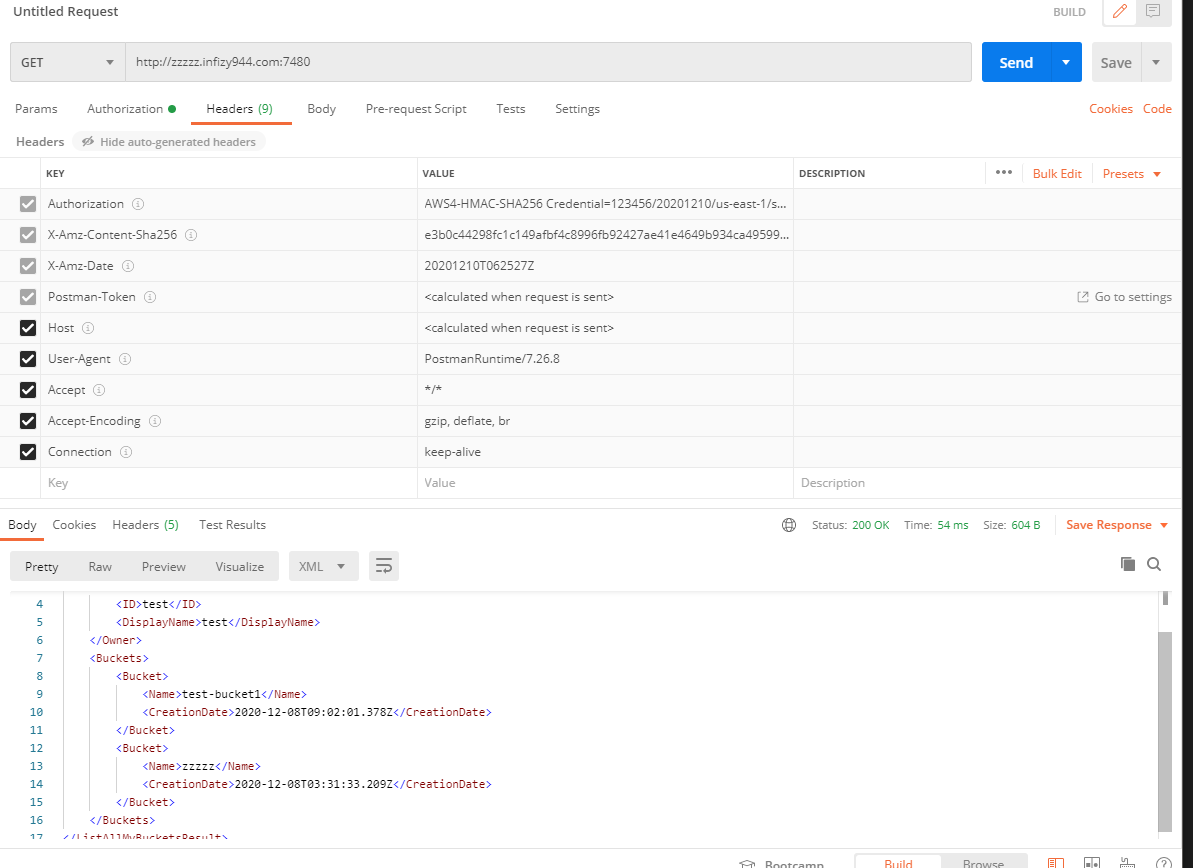 Untitled Request
BUILD
GET
http://zzzzz.infizy944.com:7480
Send
Save
Params Authorization Headers (9) Body Pre-request Script Tests Settings Cookies Code
Headers Hide auto-generated headers
KEY VALUE DESCRIPTION ••• Bulk Edit Presets
Authorization AWS4-HMAC-SHA256 Credential=123456/20201210/us-east-1/s...
X-Amz-Content-Sha256 e3b0c44298fc1c149afbf4c8996fb92427ae41e4649b934ca49599...
X-Amz-Date 20201210T062527Z
Postman-Token <calculated when request is sent> Go to settings
Host <calculated when request is sent>
User-Agent PostmanRuntime/7.26.8
Accept */*
Accept-Encoding gzip, deflate, br
Connection keep-alive
Key Value Description
Body Cookies Headers (5) Test Results Status: 200 OK Time: 54 ms Size: 604 B Save Response
Pretty Raw Preview Visualize XML
4 <ID>test</ID>
5 <DisplayName>test</DisplayName>
6 </Owner>
7 <Buckets>
8 <Bucket>
9 <Name>test-bucket1</Name>
10 <CreationDate>2020-12-08T09:02:01.378Z</CreationDate>
11 </Bucket>
12 <Bucket>
13 <Name>zzzzz</Name>
14 <CreationDate>2020-12-08T03:31:33.209Z</CreationDate>
15 </Bucket>
16 </Buckets>
17 </ListAllMyBucketsResult>
Bootcamp Build Browse